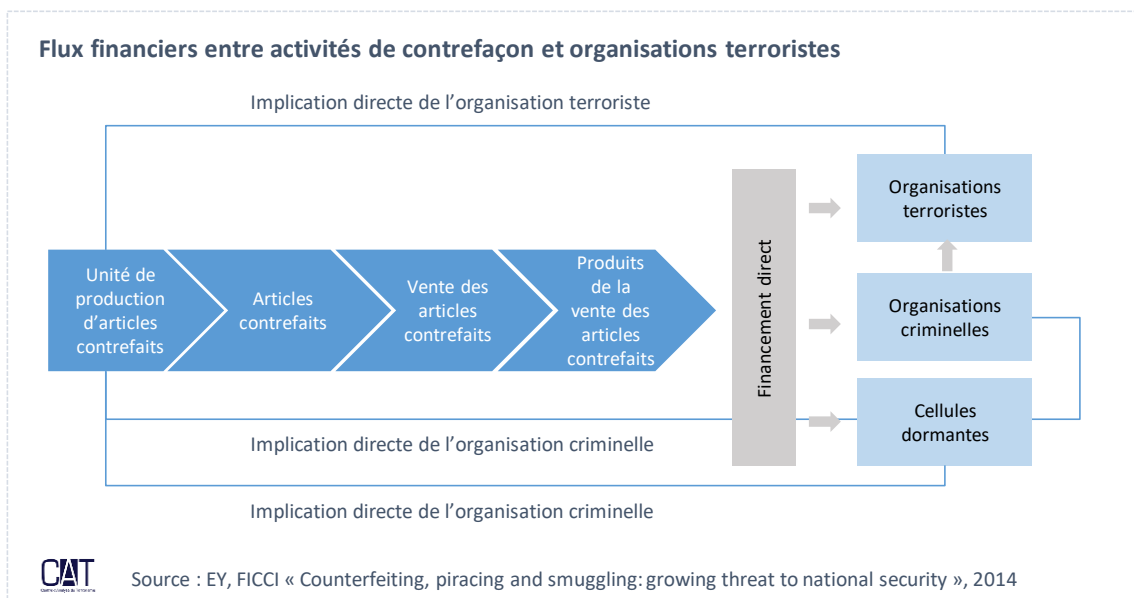 Flux financiers entre activités de contrefaçon et organisations terroristes
Implication directe de l’organisation terroriste
Unité de
production
d’articles
contrefaits
Articles
contrefaits
Vente des
articles
contrefaits
Produits
de la
vente des
articles
contrefaits
Financement direct
Organisations
terroristes
Organisations
criminelles
Cellules
dormantes
Implication directe de l’organisation criminelle
Implication directe de l’organisation criminelle
CAT
Source : EY, FICCI « Counterfeiting, piracing and smuggling: growing threat to national security », 2014